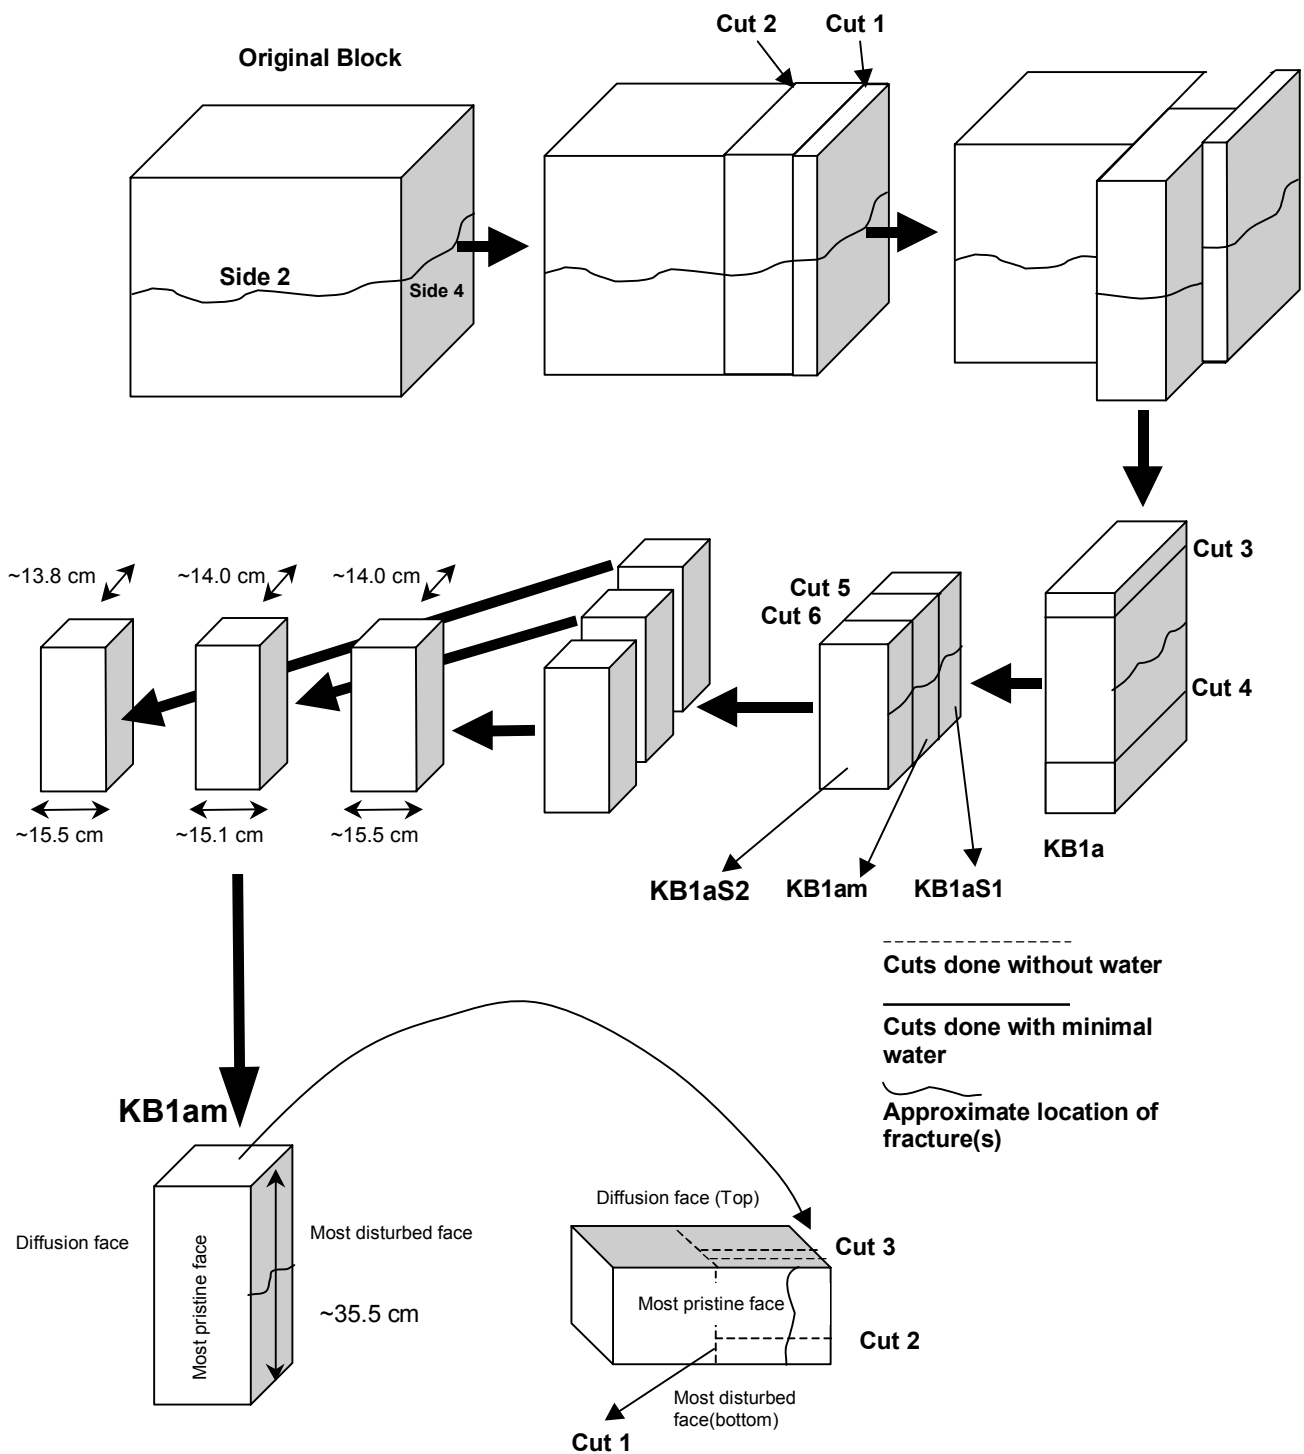 Cut 2
Cut 1
Original Block
Side 2
Side 4
~13.8 cm
~14.0 cm
~14.0 cm
Cut 5
Cut 6
Cut 3
Cut 4
~15.5 cm
~15.1 cm
~15.5 cm
KB1a
KB1aS2
KB1am
KB1aS1
Cuts done without water
Cuts done with minimal
water
Approximate location of
fracture(s)
KB1am
Diffusion face
Most pristine face
Most disturbed face
~35.5 cm
Diffusion face (Top)
Cut 3
Most pristine face
Cut 2
Most disturbed
face(bottom)
Cut 1